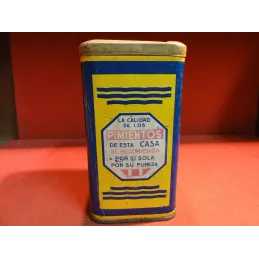 LA CALIDAD
DE LOS
PIMIENTOS
DE ESTA CASA
SE RECOMIENDA
POR SI SOLA
POR SU PUREZA